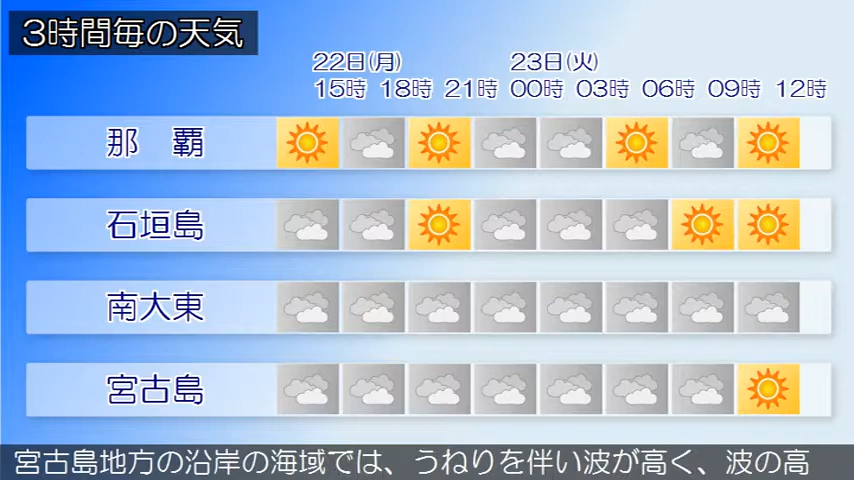 3時間毎の天気
22日(月) 23日(火)
15時 18時 21時 00時 03時 06時 09時 12時
那 覇
石垣島
南大東
宮古島
宮古島地方の沿岸の海域では、うねりを伴い波が高く、波の高